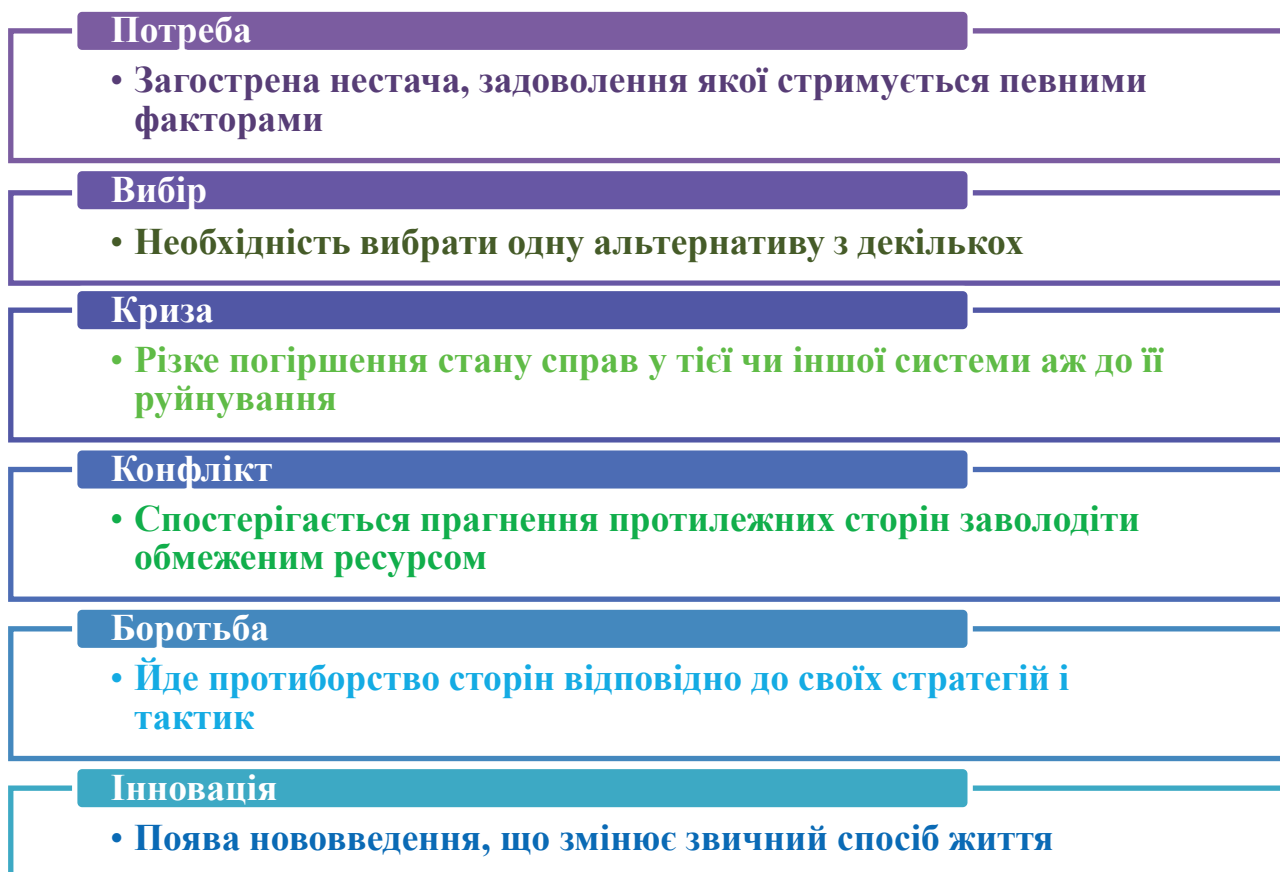 Потреба
• Загострена нестача, задоволення якої стримується певними
факторами
Вибір
• Необхідність вибрати одну альтернативу з декількох
Криза
• Різке погіршення стану справ у тієї чи іншої системи аж до її
руйнування
Конфлікт
• Спостерігається прагнення протилежних сторін заволодіти
обмеженим ресурсом
Боротьба
• Йде протиборство сторін відповідно до своїх стратегій і
тактик
Інновація
• Поява нововведення, що змінює звичний спосіб життя